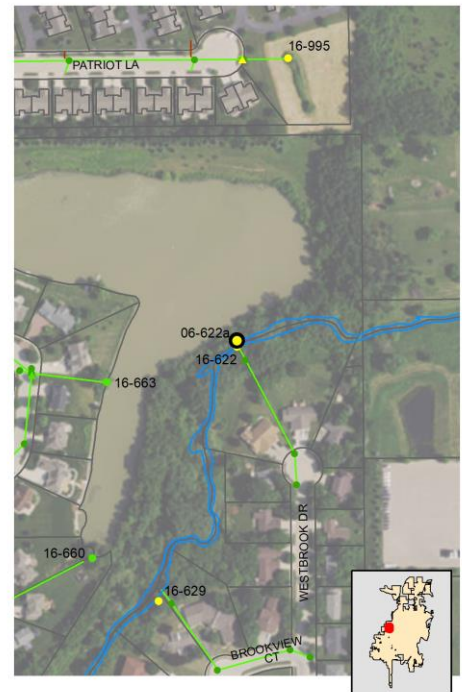 16-995
PATRIOT LA
06-622a
16-622
16-663
WESTBROOK DR
16-660
16-629
BROOKVIEW
CT